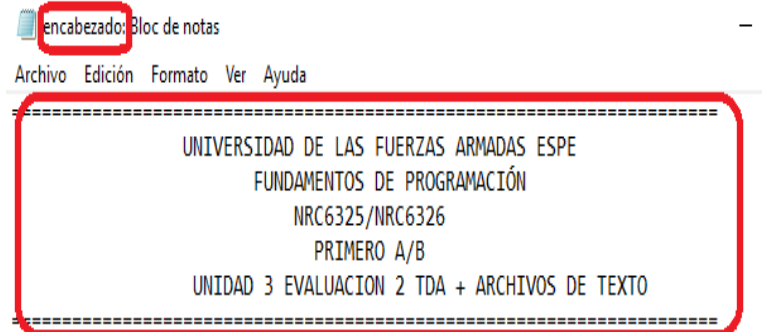 encabezado: Bloc de notas
Archivo Edición Formato Ver Ayuda
======================================================================
UNIVERSIDAD DE LAS FUERZAS ARMADAS ESPE
FUNDAMENTOS DE PROGRAMACIÓN
NRC6325/NRC6326
PRIMERO A/B
UNIDAD 3 EVALUACION 2 TDA + ARCHIVOS DE TEXTO
======================================================================